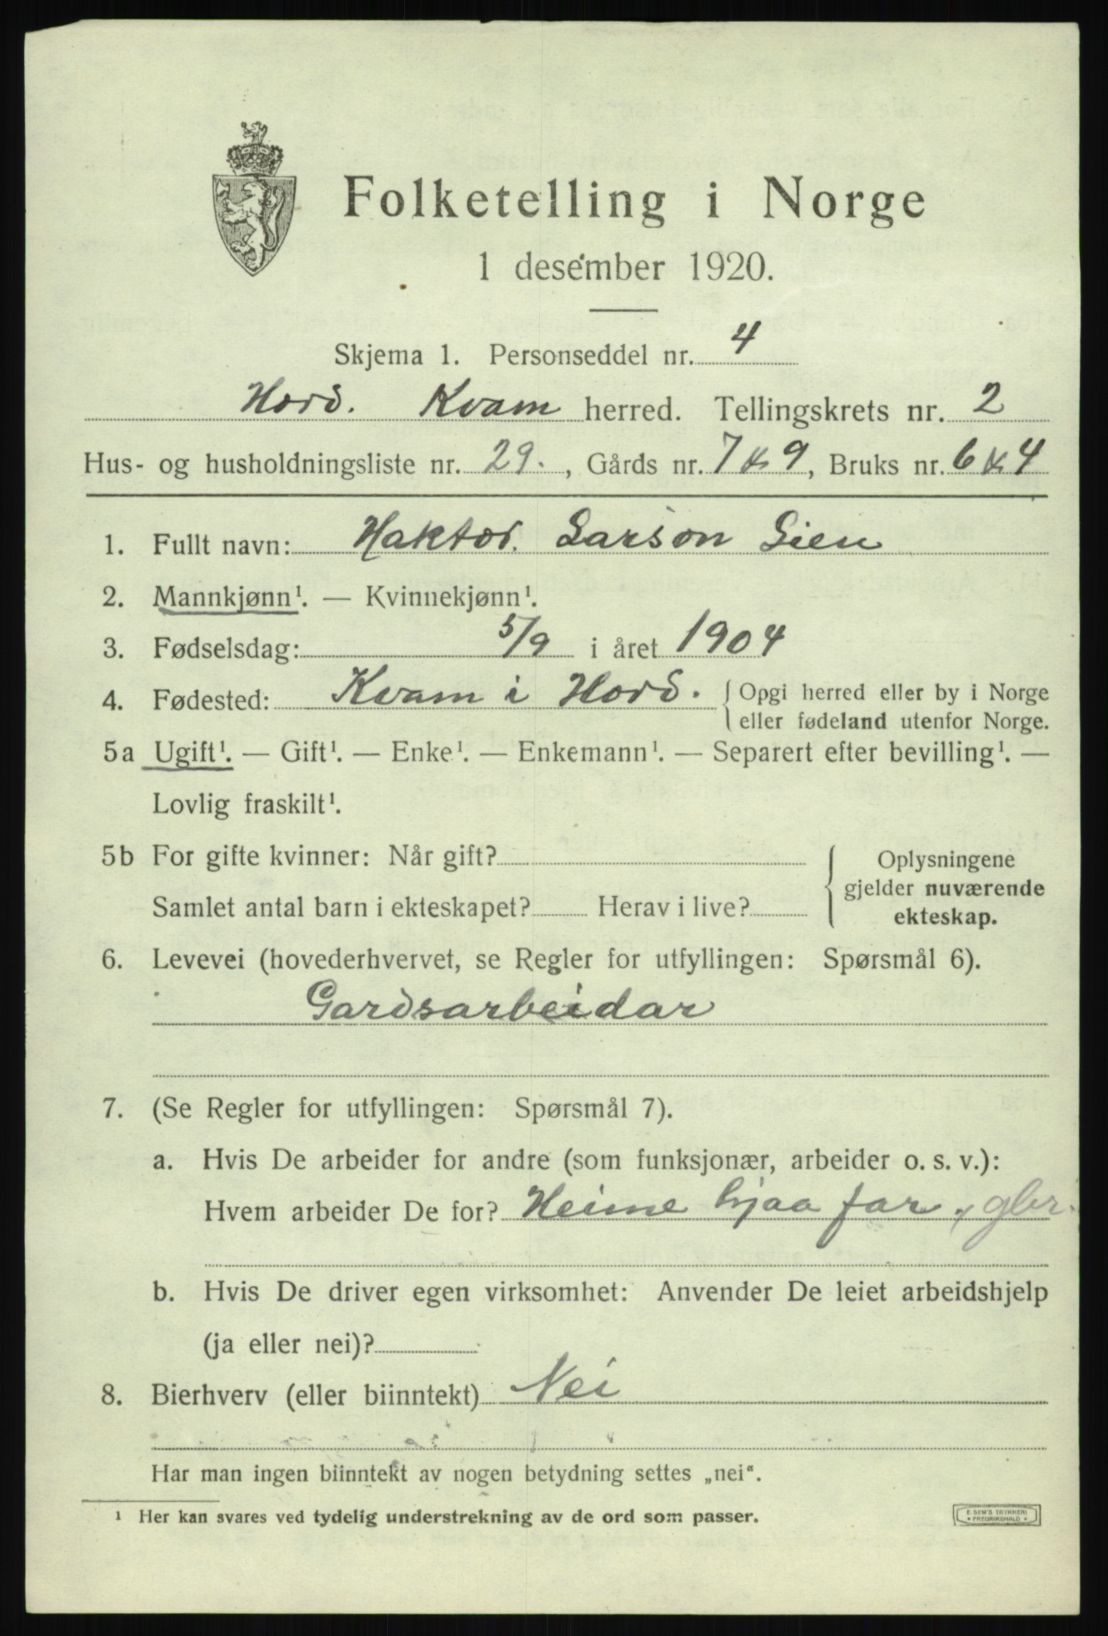 Folketelling i Norge
1 desember 1920.
Skjema 1. Personseddel nr. 4
Hord. Kvam herred. Tellingskrets nr. 2
Hus- og husholdningsliste nr. 29. , Gårds nr. 7 & 9, Bruks nr. 6 & 4
1. Fullt navn: Haktor. Larson Lien
2. Mannkjønn¹. — Kvinnekjønn¹.
3. Fødselsdag: 5/9 i året 1904
4. Fødested: Kvam i Hord. { Opgi herred eller by i Norge
eller fødeland utenfor Norge.
5a Ugift¹. — Gift¹. — Enke¹. — Enkemann¹. — Separert efter bevilling¹. —
Lovlig fraskilt¹.
5b For gifte kvinner: Når gift?
Samlet antal barn i ekteskapet? Herav i live?
{ Oplysningene
gjelder nuværende
ekteskap.
6. Levevei (hovederhvervet, se Regler for utfyllingen: Spørsmål 6).
Gardsarbeidar
7. (Se Regler for utfyllingen: Spørsmål 7).
a. Hvis De arbeider for andre (som funksjonær, arbeider o. s. v.):
Hvem arbeider De for? Heime hjaa far, gbr.
b. Hvis De driver egen virksomhet: Anvender De leiet arbeidshjelp
(ja eller nei)?
8. Bierhverv (eller biinntekt) Nei
Har man ingen biinntekt av nogen betydning settes „nei“.
¹ Her kan svares ved tydelig understrekning av de ord som passer.
E. SEM'S TRYKKERI
FREDRIKSHALD